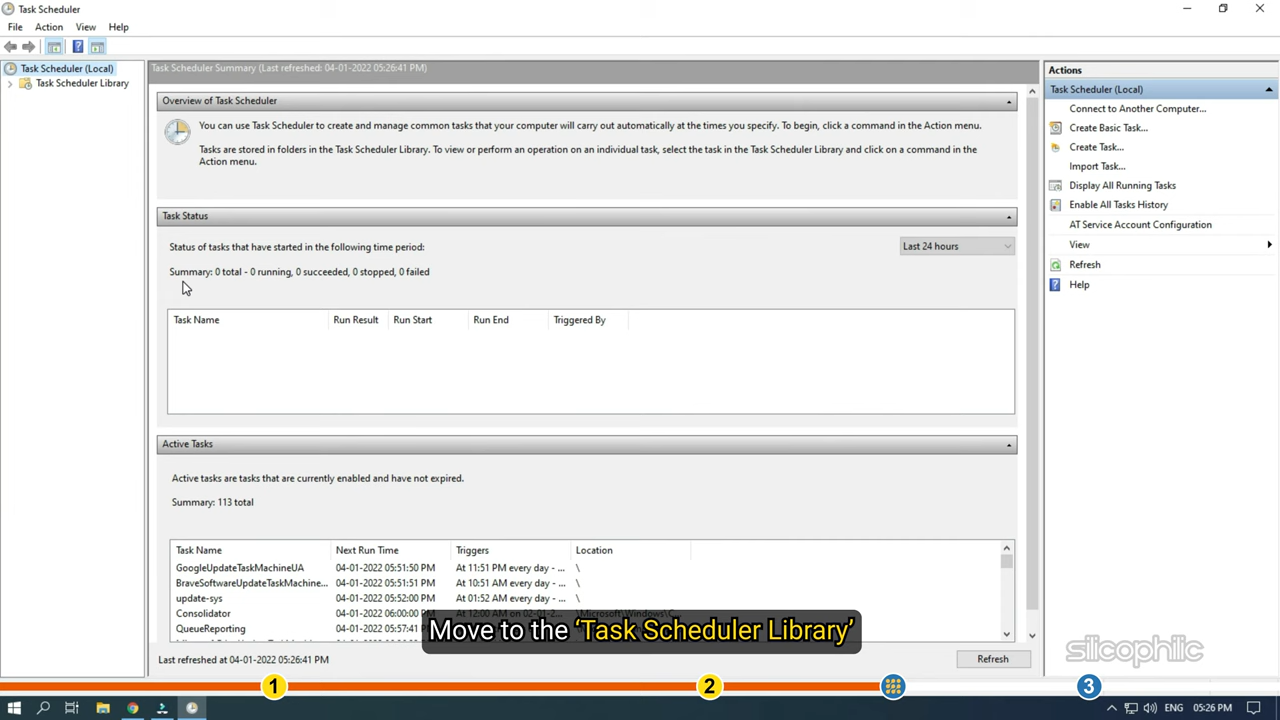 Task Scheduler
File Action View Help
Task Scheduler (Local)
Task Scheduler Library
Task Scheduler Summary (Last refreshed: 04-01-2022 05:26:41 PM)
Overview of Task Scheduler
You can use Task Scheduler to create and manage common tasks that your computer will carry out automatically at the times you specify. To begin, click a command in the Action menu.
Tasks are stored in folders in the Task Scheduler Library. To view or perform an operation on an individual task, select the task in the Task Scheduler Library and click on a command in the
Action menu.
Task Status
Status of tasks that have started in the following time period:
Last 24 hours
Summary: 0 total - 0 running, 0 succeeded, 0 stopped, 0 failed
Task Name Run Result Run Start Run End Triggered By
Active Tasks
Active tasks are tasks that are currently enabled and have not expired.
Summary: 113 total
Task Name Next Run Time Triggers Location
GoogleUpdateTaskMachineUA 04-01-2022 05:51:50 PM At 11:51 PM every day - ... \
BraveSoftwareUpdateTaskMachine... 04-01-2022 05:51:51 PM At 10:51 AM every day - ... \
update-sys 04-01-2022 05:52:00 PM At 01:52 AM every day - ... \
Consolidator 04-01-2022 06:00:00 PM At 12:00 AM on 02-01-2... \Microsoft\Windows\C...
QueueReporting 04-01-2022 05:57:41 PM
Last refreshed at 04-01-2022 05:26:41 PM
Refresh
Actions
Task Scheduler (Local)
Connect to Another Computer...
Create Basic Task...
Create Task...
Import Task...
Display All Running Tasks
Enable All Tasks History
AT Service Account Configuration
View
Refresh
Help
Move to the ‘Task Scheduler Library’
silicophilic
1 2 3
ENG 05:26 PM